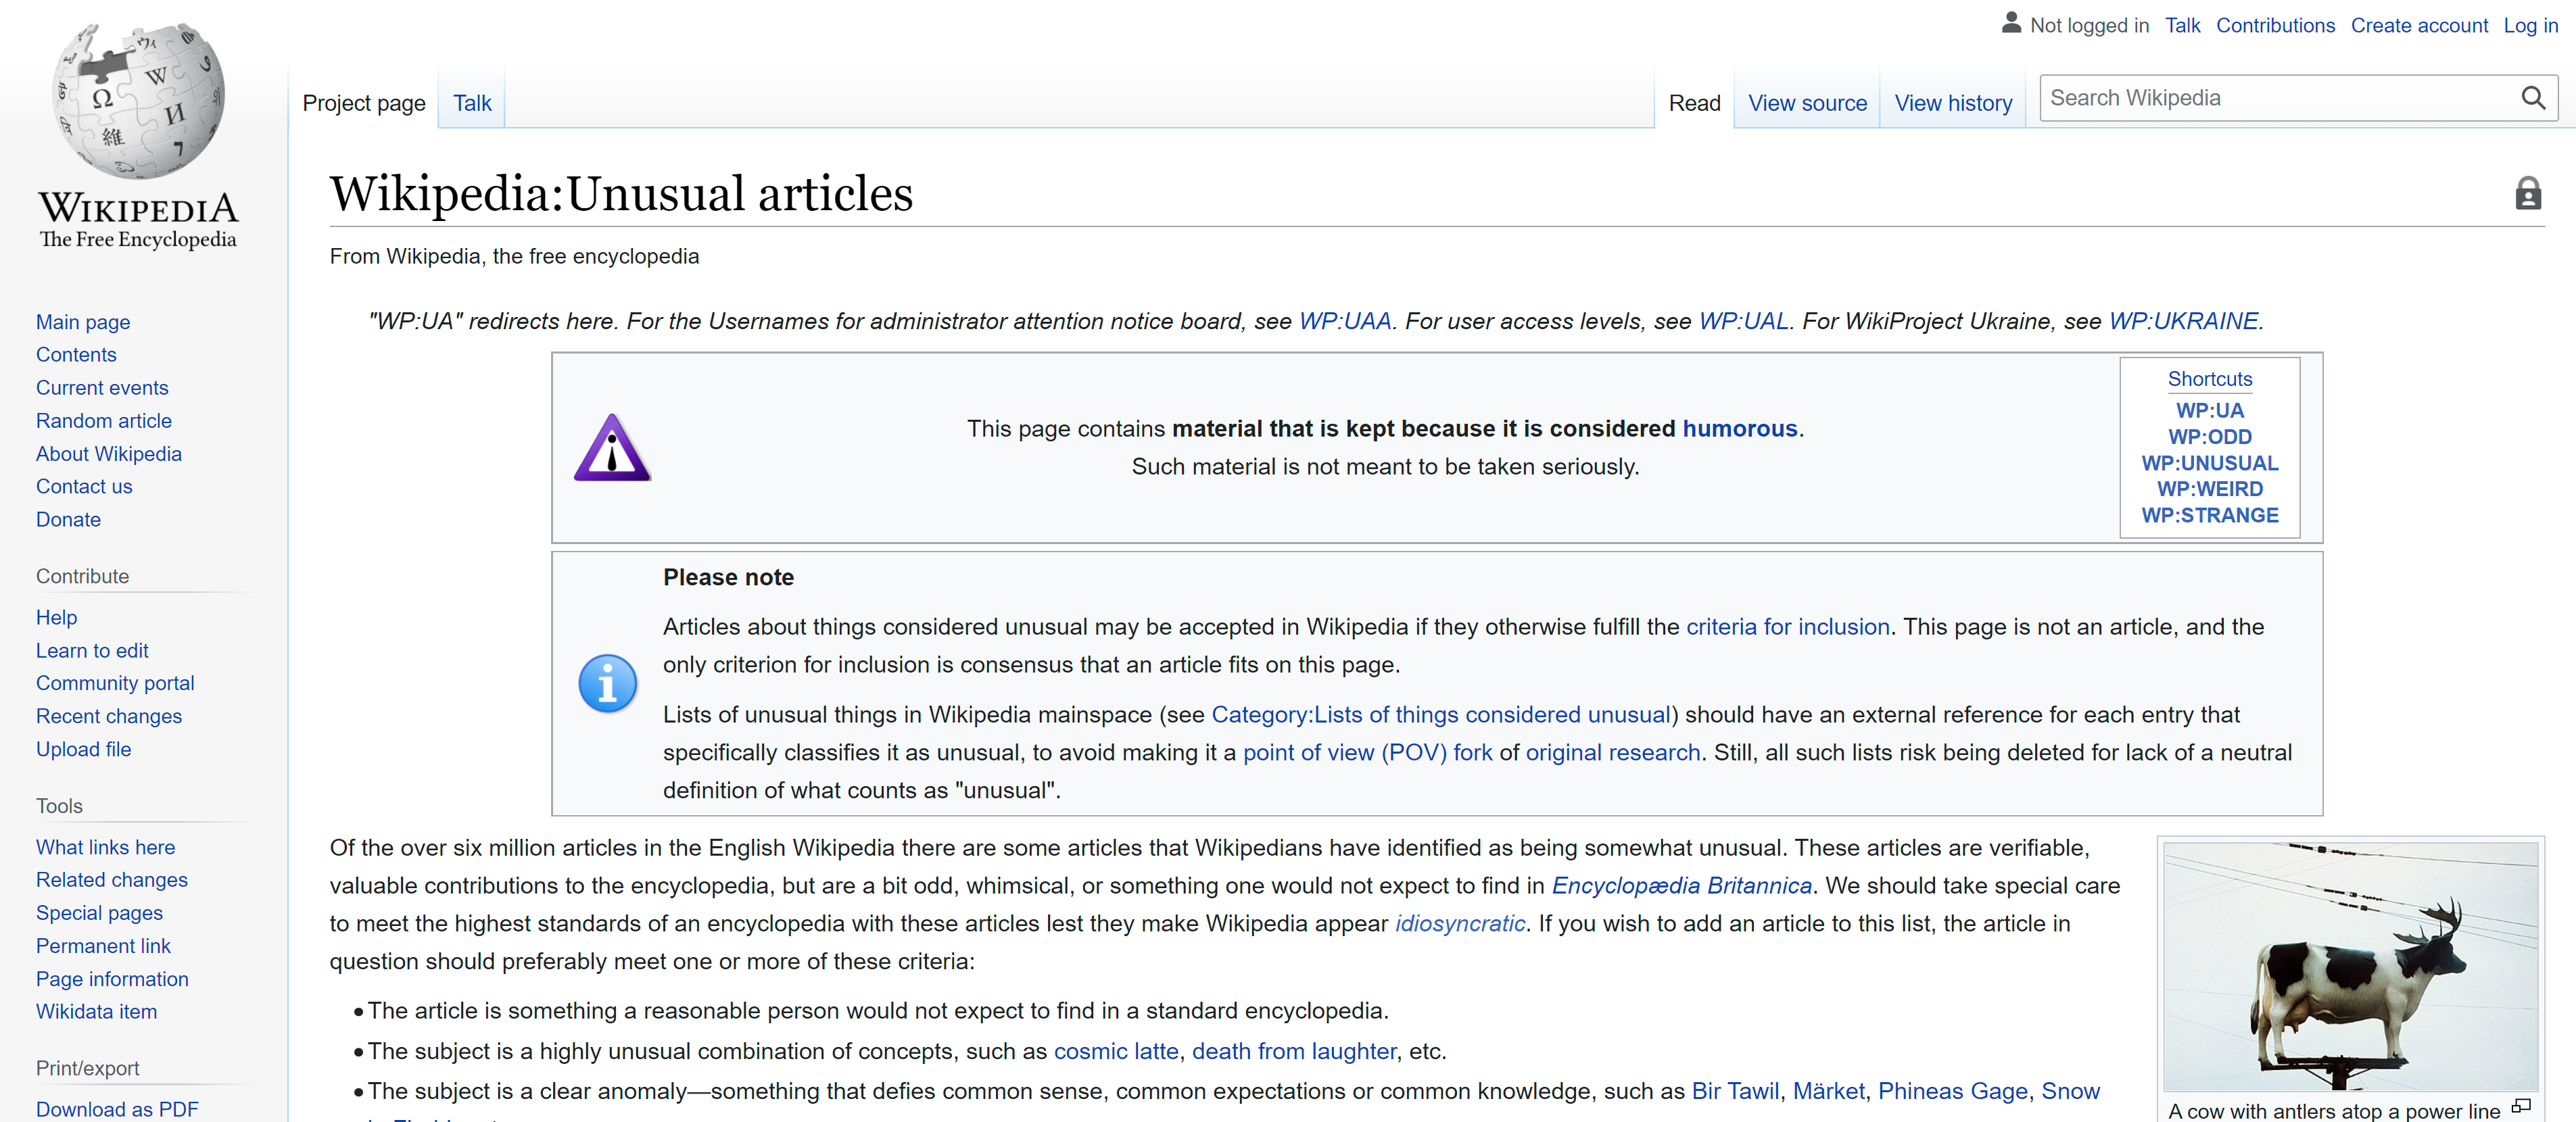 Not logged in Talk Contributions Create account Log in
Project page Talk Read View source View history Search Wikipedia
WIKIPEDIA
The Free Encyclopedia
Main page
Contents
Current events
Random article
About Wikipedia
Contact us
Donate
Contribute
Help
Learn to edit
Community portal
Recent changes
Upload file
Tools
What links here
Related changes
Special pages
Permanent link
Page information
Wikidata item
Print/export
Download as PDF
Wikipedia:Unusual articles
From Wikipedia, the free encyclopedia
"WP:UA" redirects here. For the Usernames for administrator attention notice board, see WP:UAA. For user access levels, see WP:UAL. For WikiProject Ukraine, see WP:UKRAINE.
This page contains material that is kept because it is considered humorous.
Such material is not meant to be taken seriously.
Shortcuts
WP:UA
WP:ODD
WP:UNUSUAL
WP:WEIRD
WP:STRANGE
Please note
Articles about things considered unusual may be accepted in Wikipedia if they otherwise fulfill the criteria for inclusion. This page is not an article, and the
only criterion for inclusion is consensus that an article fits on this page.
Lists of unusual things in Wikipedia mainspace (see Category:Lists of things considered unusual) should have an external reference for each entry that
specifically classifies it as unusual, to avoid making it a point of view (POV) fork of original research. Still, all such lists risk being deleted for lack of a neutral
definition of what counts as "unusual".
Of the over six million articles in the English Wikipedia there are some articles that Wikipedians have identified as being somewhat unusual. These articles are verifiable,
valuable contributions to the encyclopedia, but are a bit odd, whimsical, or something one would not expect to find in Encyclopædia Britannica. We should take special care
to meet the highest standards of an encyclopedia with these articles lest they make Wikipedia appear idiosyncratic. If you wish to add an article to this list, the article in
question should preferably meet one or more of these criteria:
• The article is something a reasonable person would not expect to find in a standard encyclopedia.
• The subject is a highly unusual combination of concepts, such as cosmic latte, death from laughter, etc.
• The subject is a clear anomaly—something that defies common sense, common expectations or common knowledge, such as Bir Tawil, Märket, Phineas Gage, Snow
A cow with antlers atop a power line